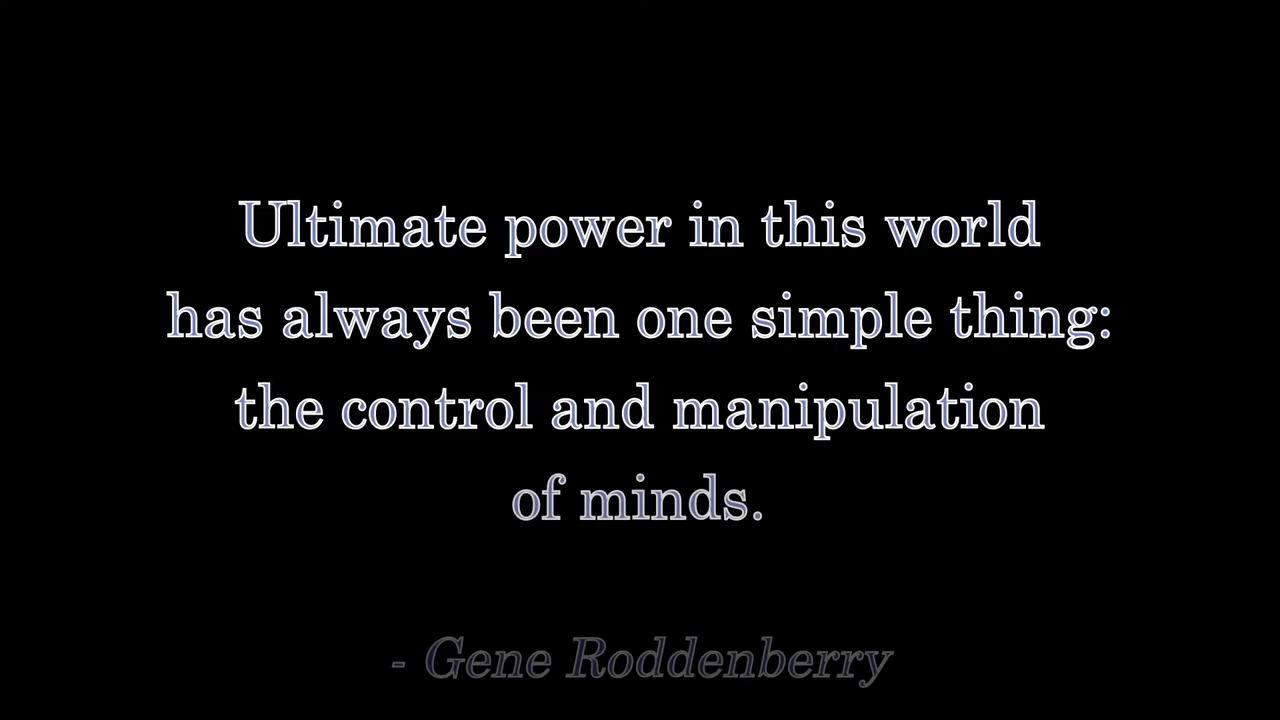 Ultimate power in this world
has always been one simple thing:
the control and manipulation
of minds.
- Gene Roddenberry